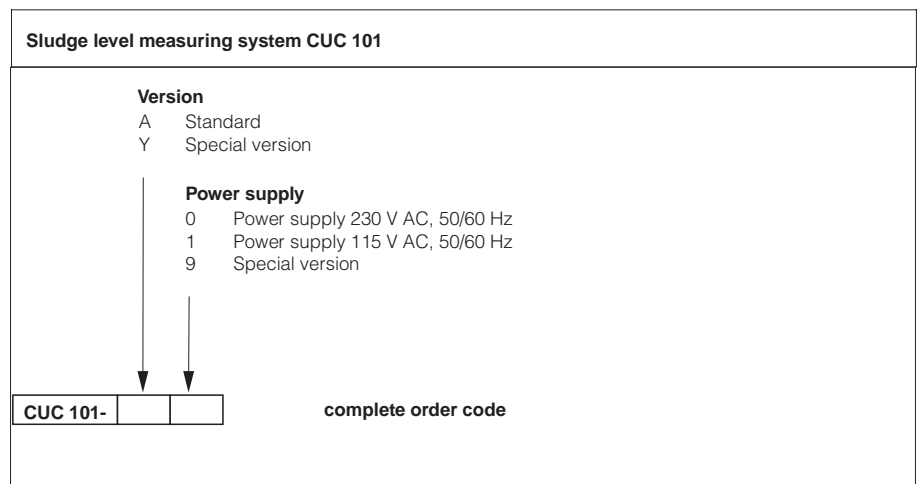 Sludge level measuring system CUC 101
Version
A Standard
Y Special version
Power supply
0 Power supply 230 V AC, 50/60 Hz
1 Power supply 115 V AC, 50/60 Hz
9 Special version
CUC 101- complete order code